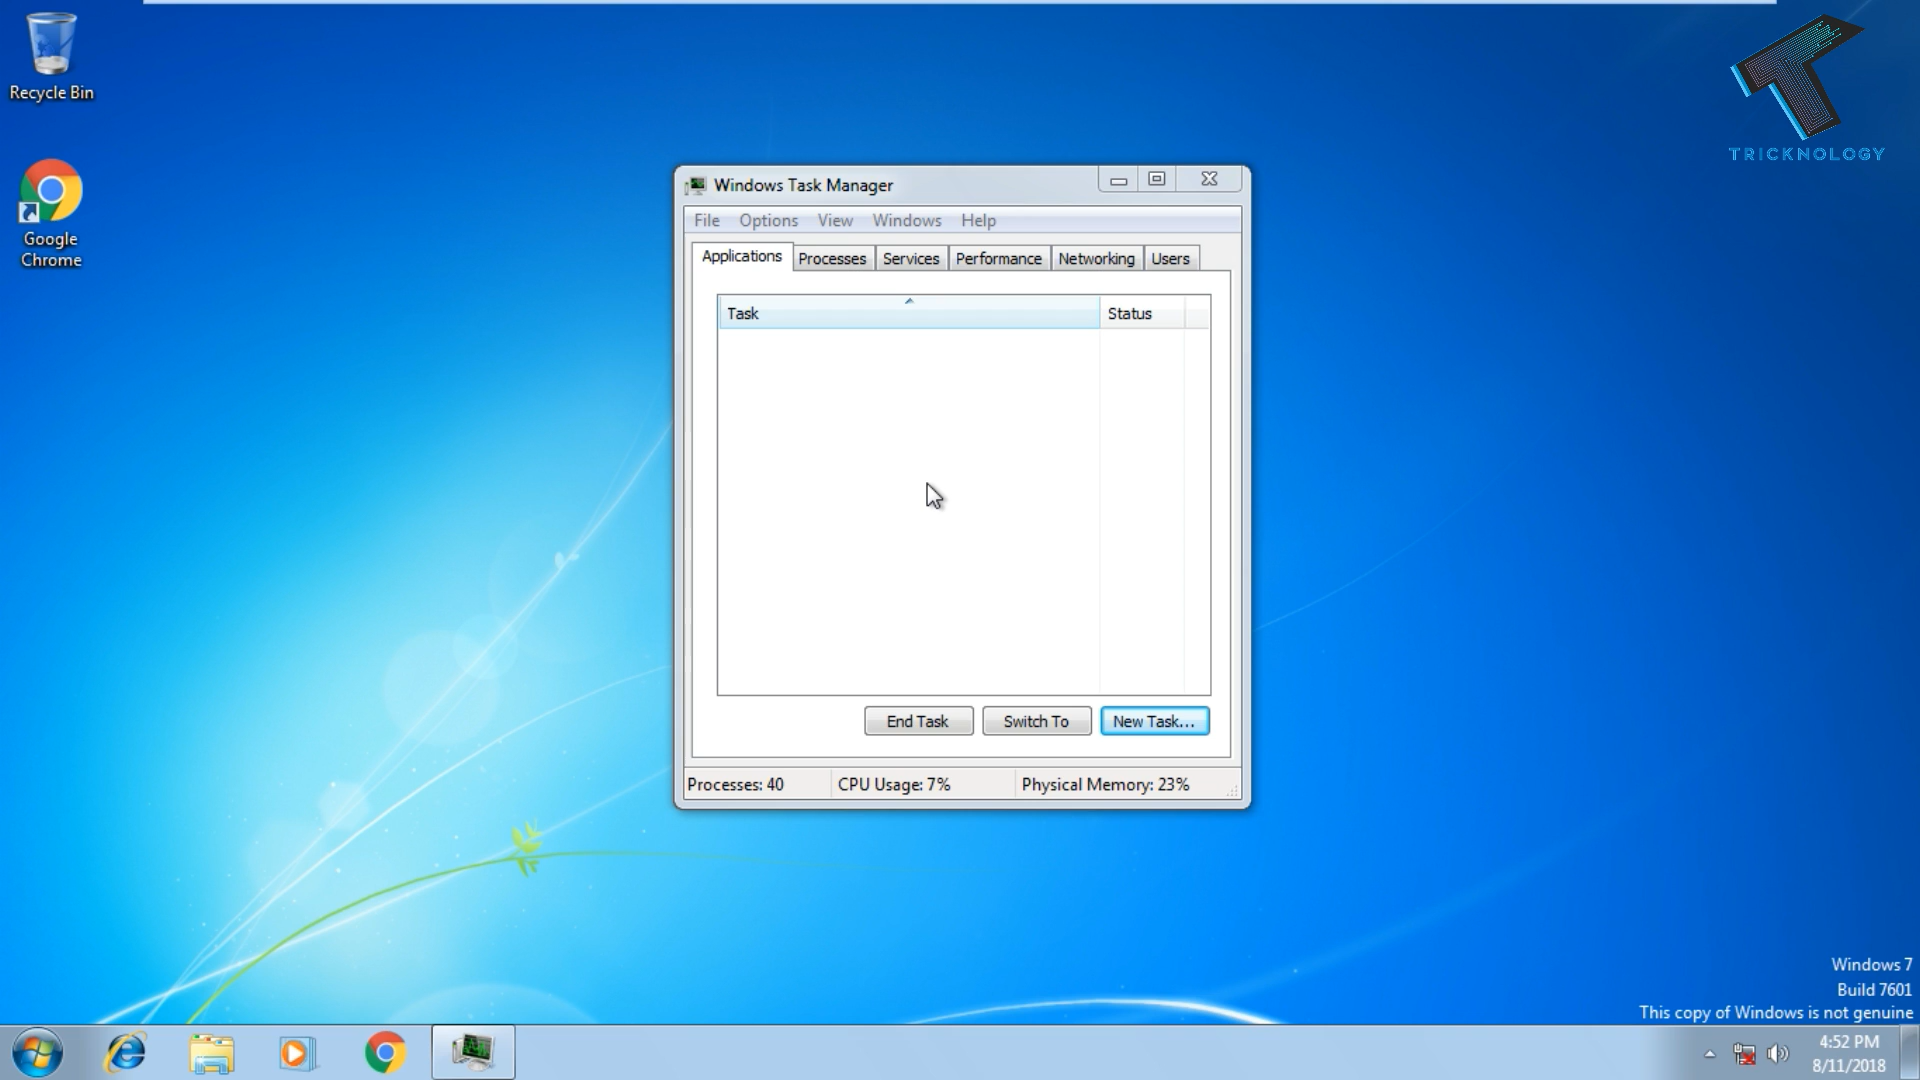 Recycle Bin
Google
Chrome
TRICKNOLOGY
Windows Task Manager
File Options View Windows Help
Applications Processes Services Performance Networking Users
Task Status
End Task Switch To New Task...
Processes: 40 CPU Usage: 7% Physical Memory: 23%
Windows 7
Build 7601
This copy of Windows is not genuine
4:52 PM
8/11/2018